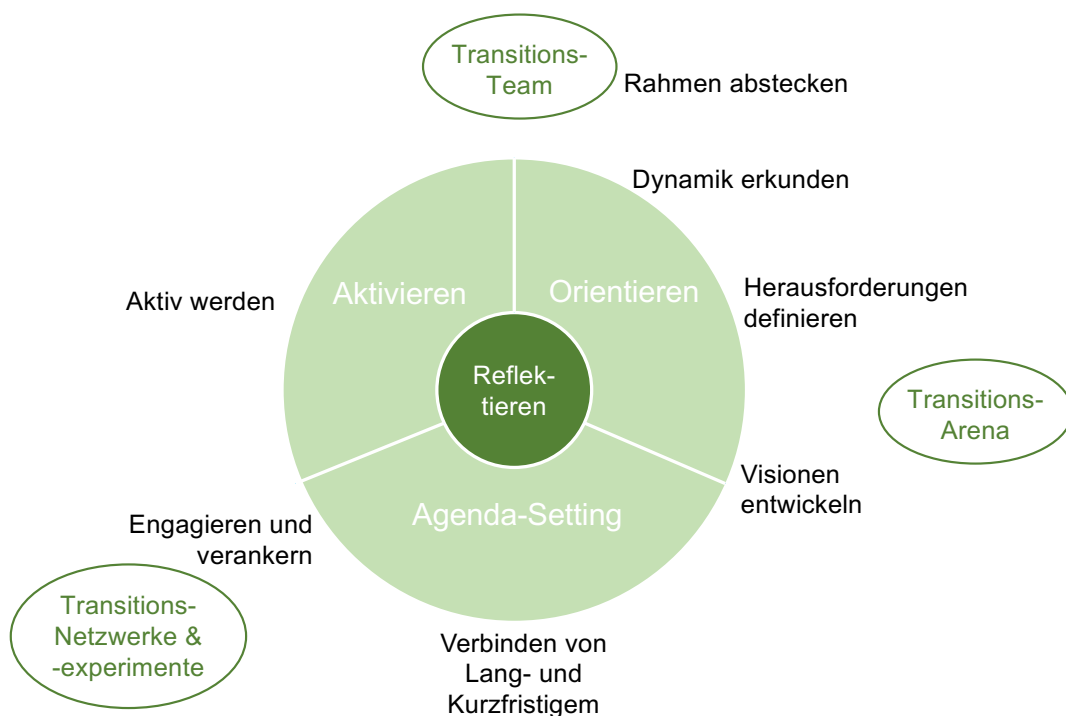 Transitions-
Team
Rahmen abstecken
Dynamik erkunden
Aktivieren
Orientieren
Herausforderungen
definieren
Aktiv werden
Reflek-
tieren
Transitions-
Arena
Visionen
entwickeln
Agenda-Setting
Engagieren und
verankern
Transitions-
Netzwerke &
-experimente
Verbinden von
Lang- und
Kurzfristigem